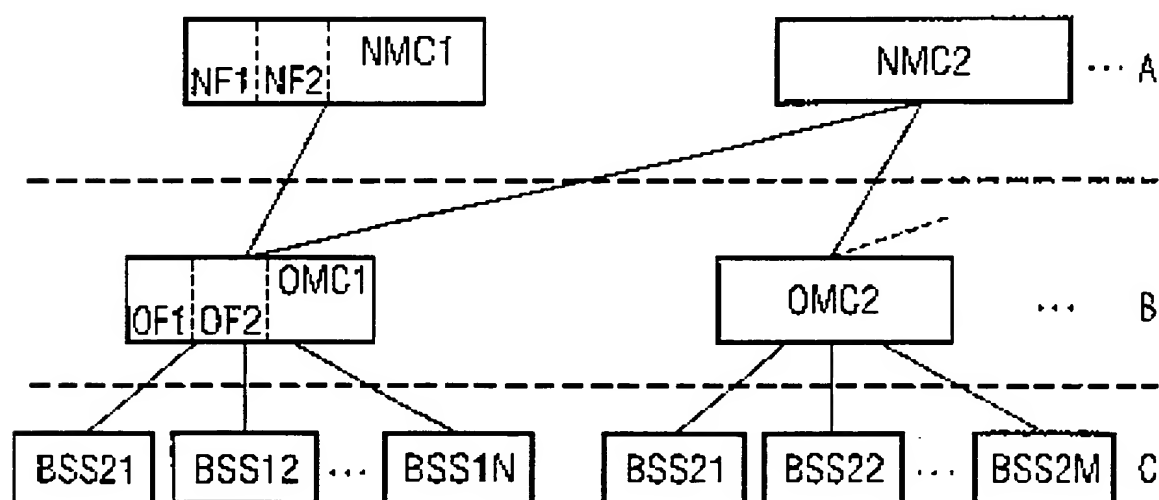 NF1 NF2 NMC1 NMC2 ... A
OF1 OF2 OMC1 OMC2 ... B
BSS21 BSS12 ... BSS1N BSS21 BSS22 ... BSS2M C